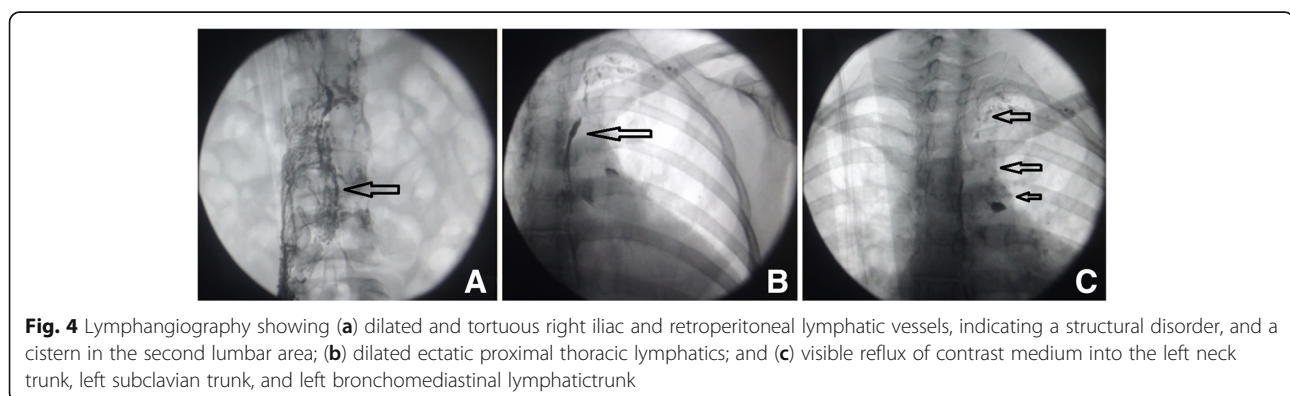 A
B
C
Fig. 4 Lymphangiography showing (a) dilated and tortuous right iliac and retroperitoneal lymphatic vessels, indicating a structural disorder, and a
cistern in the second lumbar area; (b) dilated ectatic proximal thoracic lymphatics; and (c) visible reflux of contrast medium into the left neck
trunk, left subclavian trunk, and left bronchomediastinal lymphatictrunk